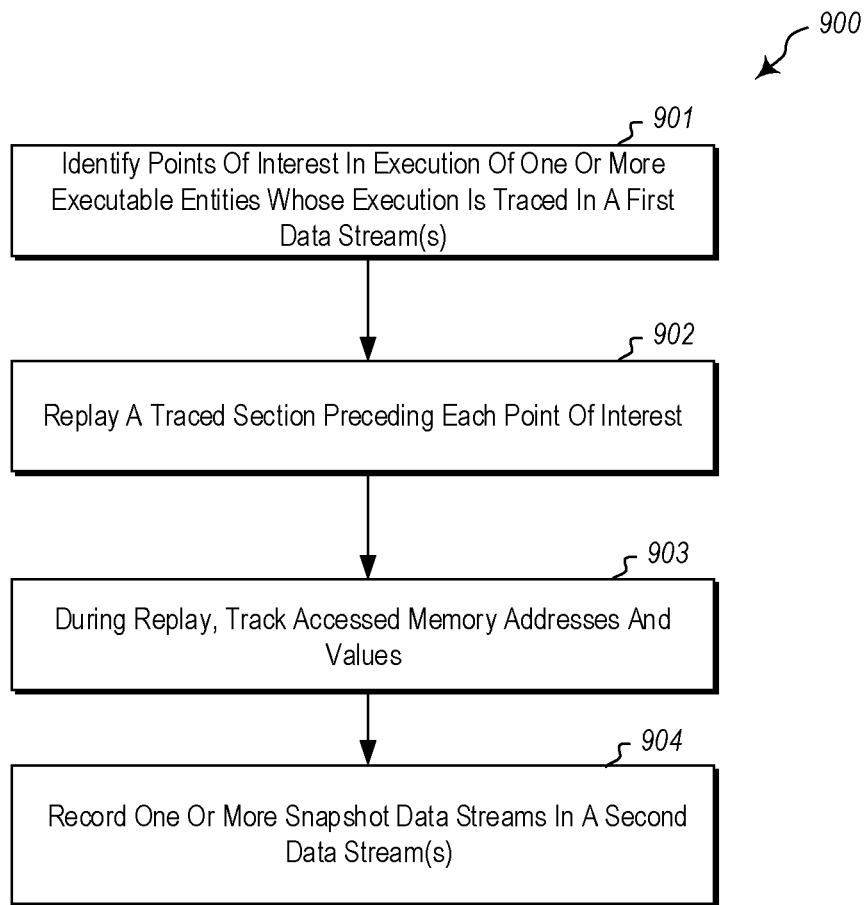 900
901
Identify Points Of Interest In Execution Of One Or More
Executable Entities Whose Execution Is Traced In A First
Data Stream(s)
902
Replay A Traced Section Preceding Each Point Of Interest
903
During Replay, Track Accessed Memory Addresses And
Values
904
Record One Or More Snapshot Data Streams In A Second
Data Stream(s)